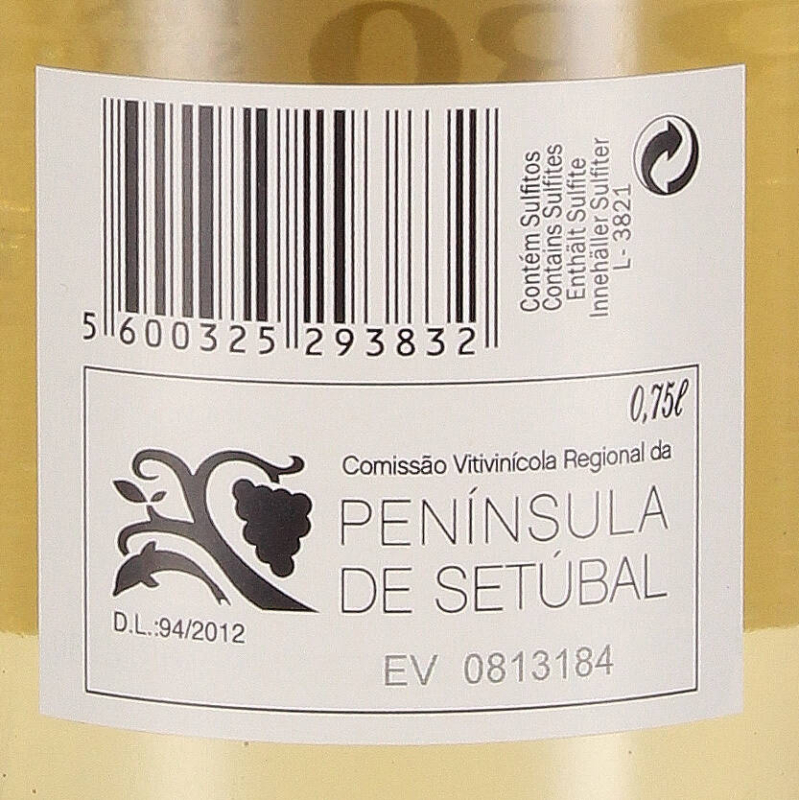 5 600325 293832
Contém Sulfitos
Contains Sulfites
Enthält Sulfite
Innehäller Sulfiter
L- 3821
0,75ℓ
Comissão Vitivinícola Regional da
PENÍNSULA
DE SETÚBAL
D.L.:94/2012
EV 0813184